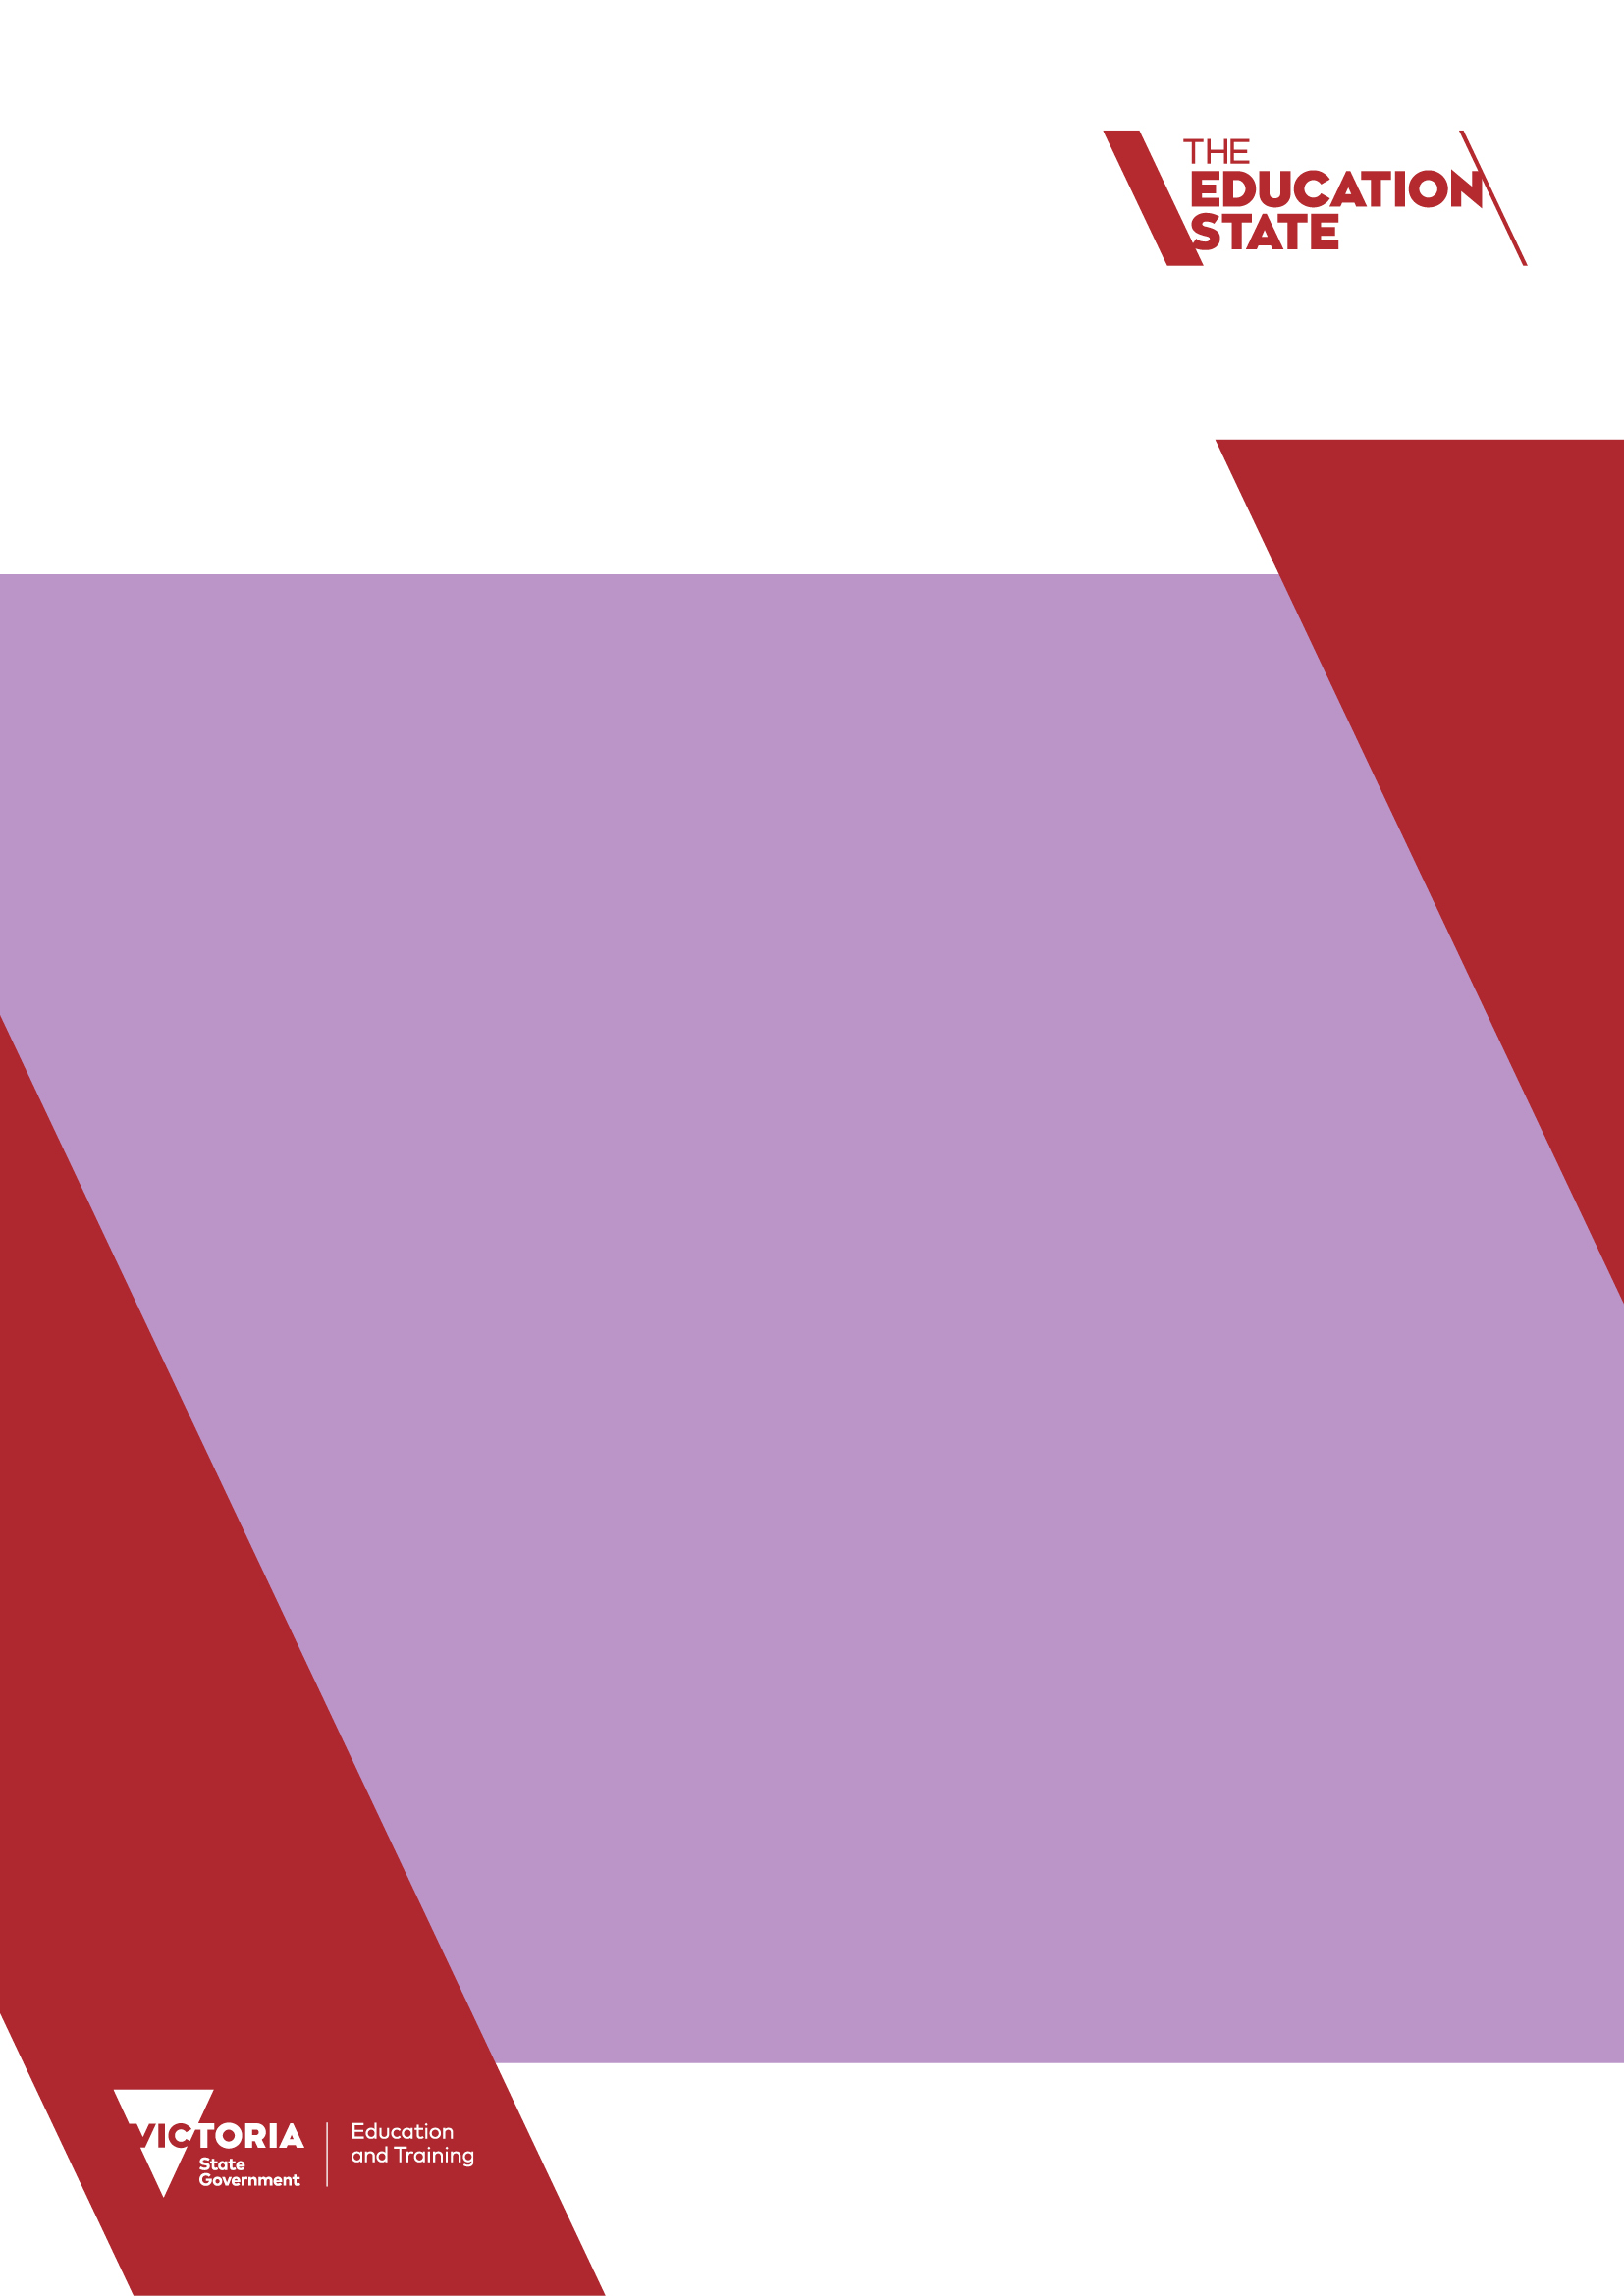 THE
EDUCATION
STATE
VICTORIA
State
Government
Education
and Training